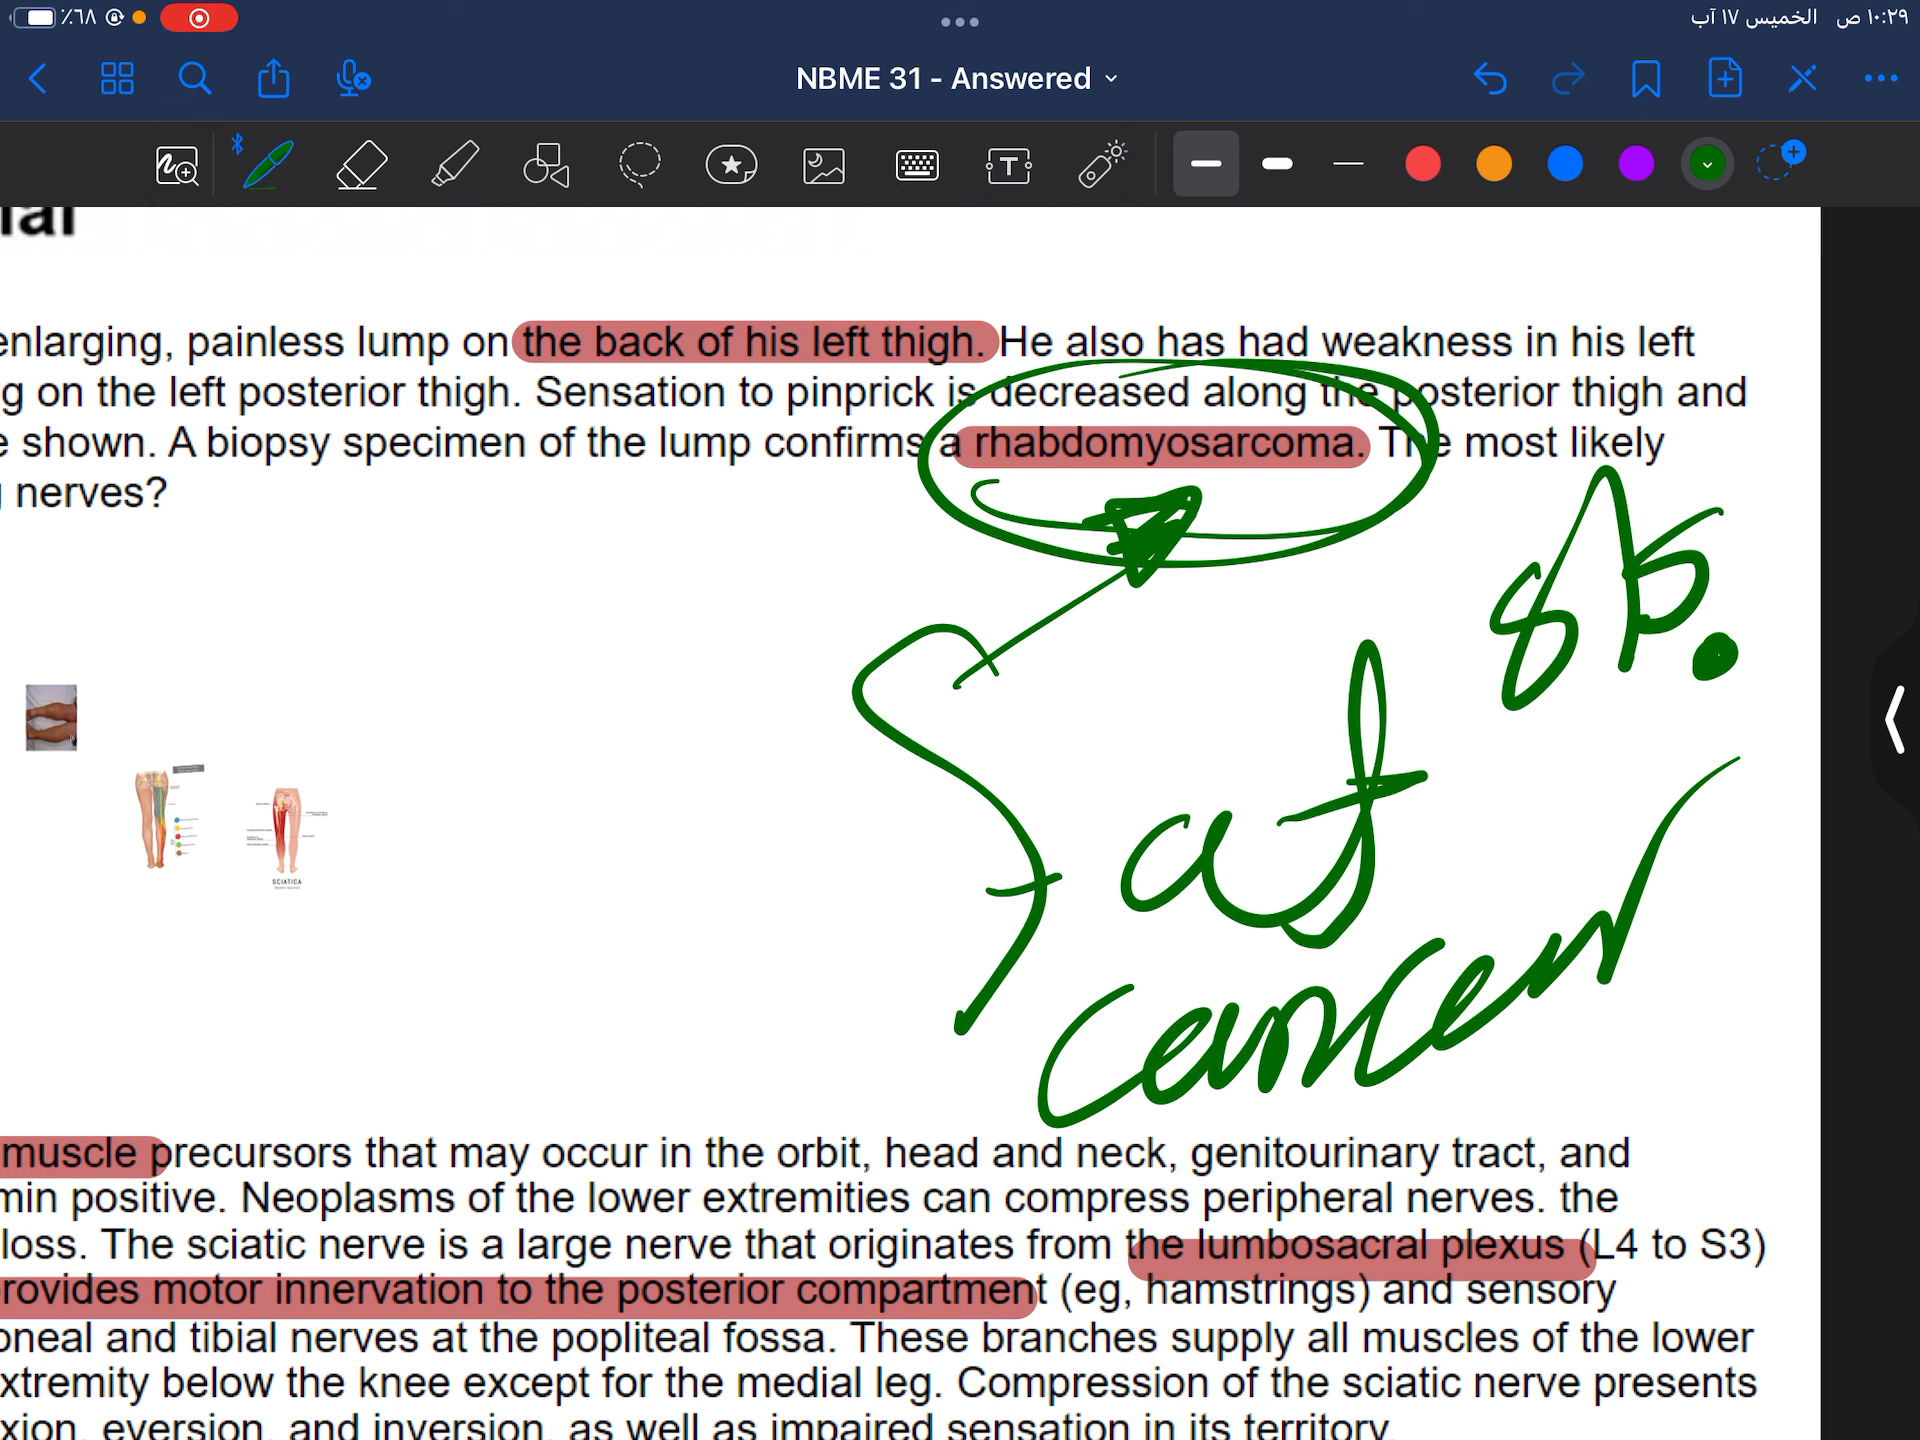 ٪٦٨
١٠:٢٩ ص الخميس ١٧ آب
NBME 31 - Answered
T
enlarging, painless lump on the back of his left thigh. He also has had weakness in his left
g on the left posterior thigh. Sensation to pinprick is decreased along the posterior thigh and
e shown. A biopsy specimen of the lump confirms a rhabdomyosarcoma. The most likely
nerves?
at
cancer
SCIATICA
muscle precursors that may occur in the orbit, head and neck, genitourinary tract, and
min positive. Neoplasms of the lower extremities can compress peripheral nerves. the
loss. The sciatic nerve is a large nerve that originates from the lumbosacral plexus (L4 to S3)
rovides motor innervation to the posterior compartment (eg, hamstrings) and sensory
oneal and tibial nerves at the popliteal fossa. These branches supply all muscles of the lower
xtremity below the knee except for the medial leg. Compression of the sciatic nerve presents
xion, eversion, and inversion, as well as impaired sensation in its territory.